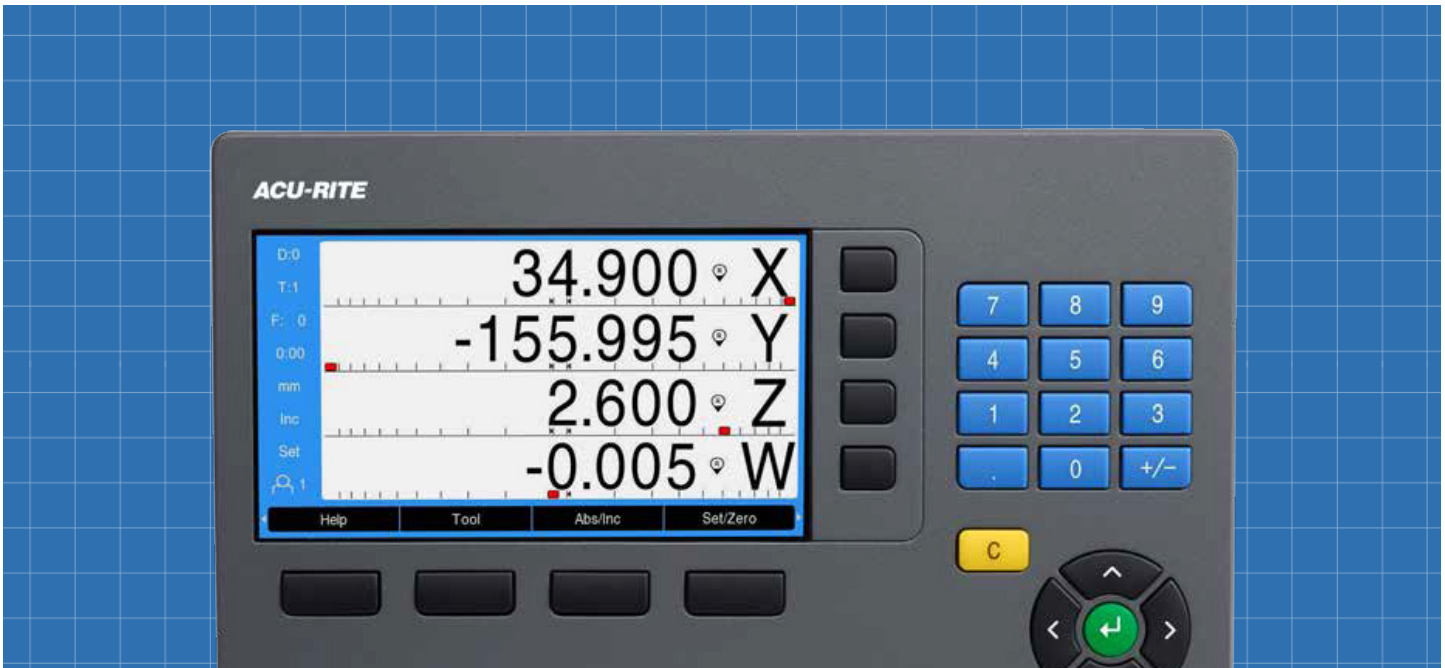 ACU-RITE
D:0
T:1
F: 0
0:00
mm
Inc
Set
1
34.900 R X
-155.995 R Y
2.600 R Z
-0.005 R W
Help Tool Abs/Inc Set/Zero
7 8 9
4 5 6
1 2 3
. 0 +/-
C